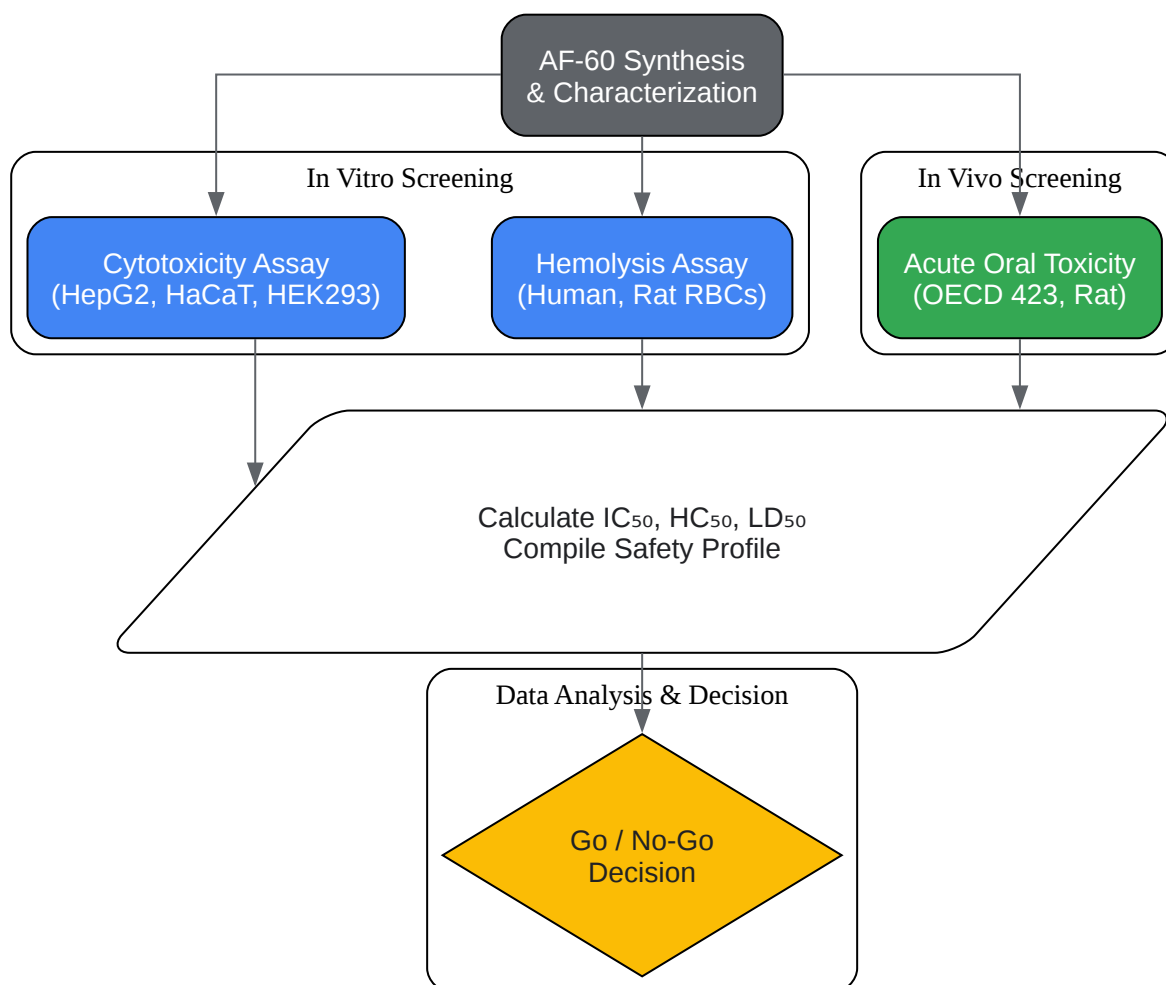 AF-60 Synthesis
& Characterization
In Vitro Screening
In Vivo Screening
Cytotoxicity Assay
(HepG2, HaCaT, HEK293)
Hemolysis Assay
(Human, Rat RBCs)
Acute Oral Toxicity
(OECD 423, Rat)
Calculate IC₅₀, HC₅₀, LD₅₀
Compile Safety Profile
Data Analysis & Decision
Go / No-Go
Decision